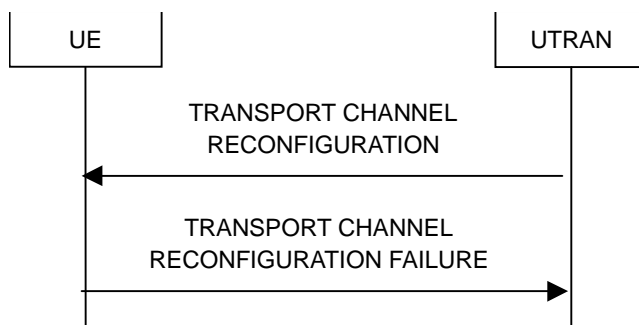 UE
UTRAN
TRANSPORT CHANNEL
RECONFIGURATION
TRANSPORT CHANNEL
RECONFIGURATION FAILURE